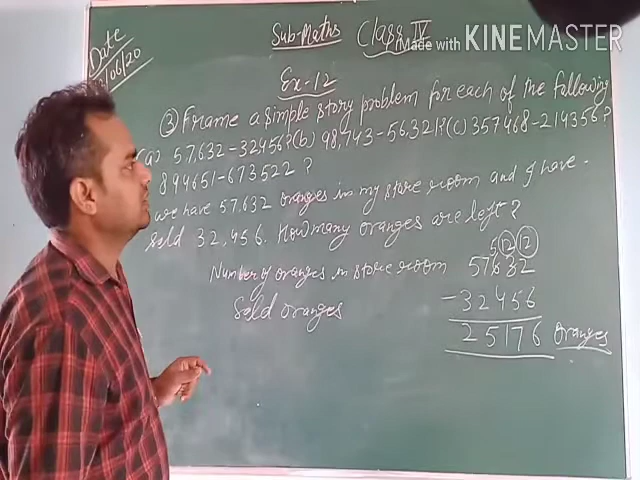 Sub-Maths Class IV
Made with KINEMASTER
Date
/06/20
Ex-12
③ Frame a simple story problem for each of the following
(a) 57,632-32456? (b) 98,743-56,321? (c) 357468-214356?
894651-673522?
we have 57,632 oranges in my store room and I have
sold 32,456. How many oranges are left?
5 12 12
Number of oranges in store room 57632
Sold oranges -32456
25176 oranges